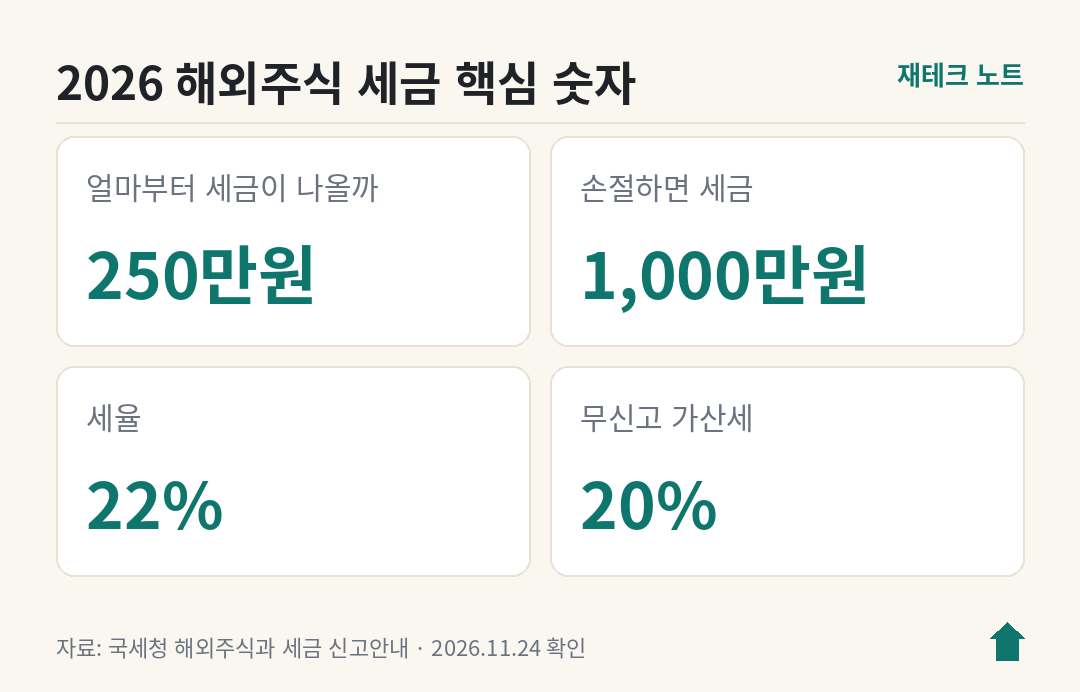 2026 해외주식 세금 핵심 숫자
재테크 노트
얼마부터 세금이 나올까
250만원
손절하면 세금
1,000만원
세율
22%
무신고 가산세
20%
자료: 국세청 해외주식과 세금 신고안내 · 2026.11.24 확인